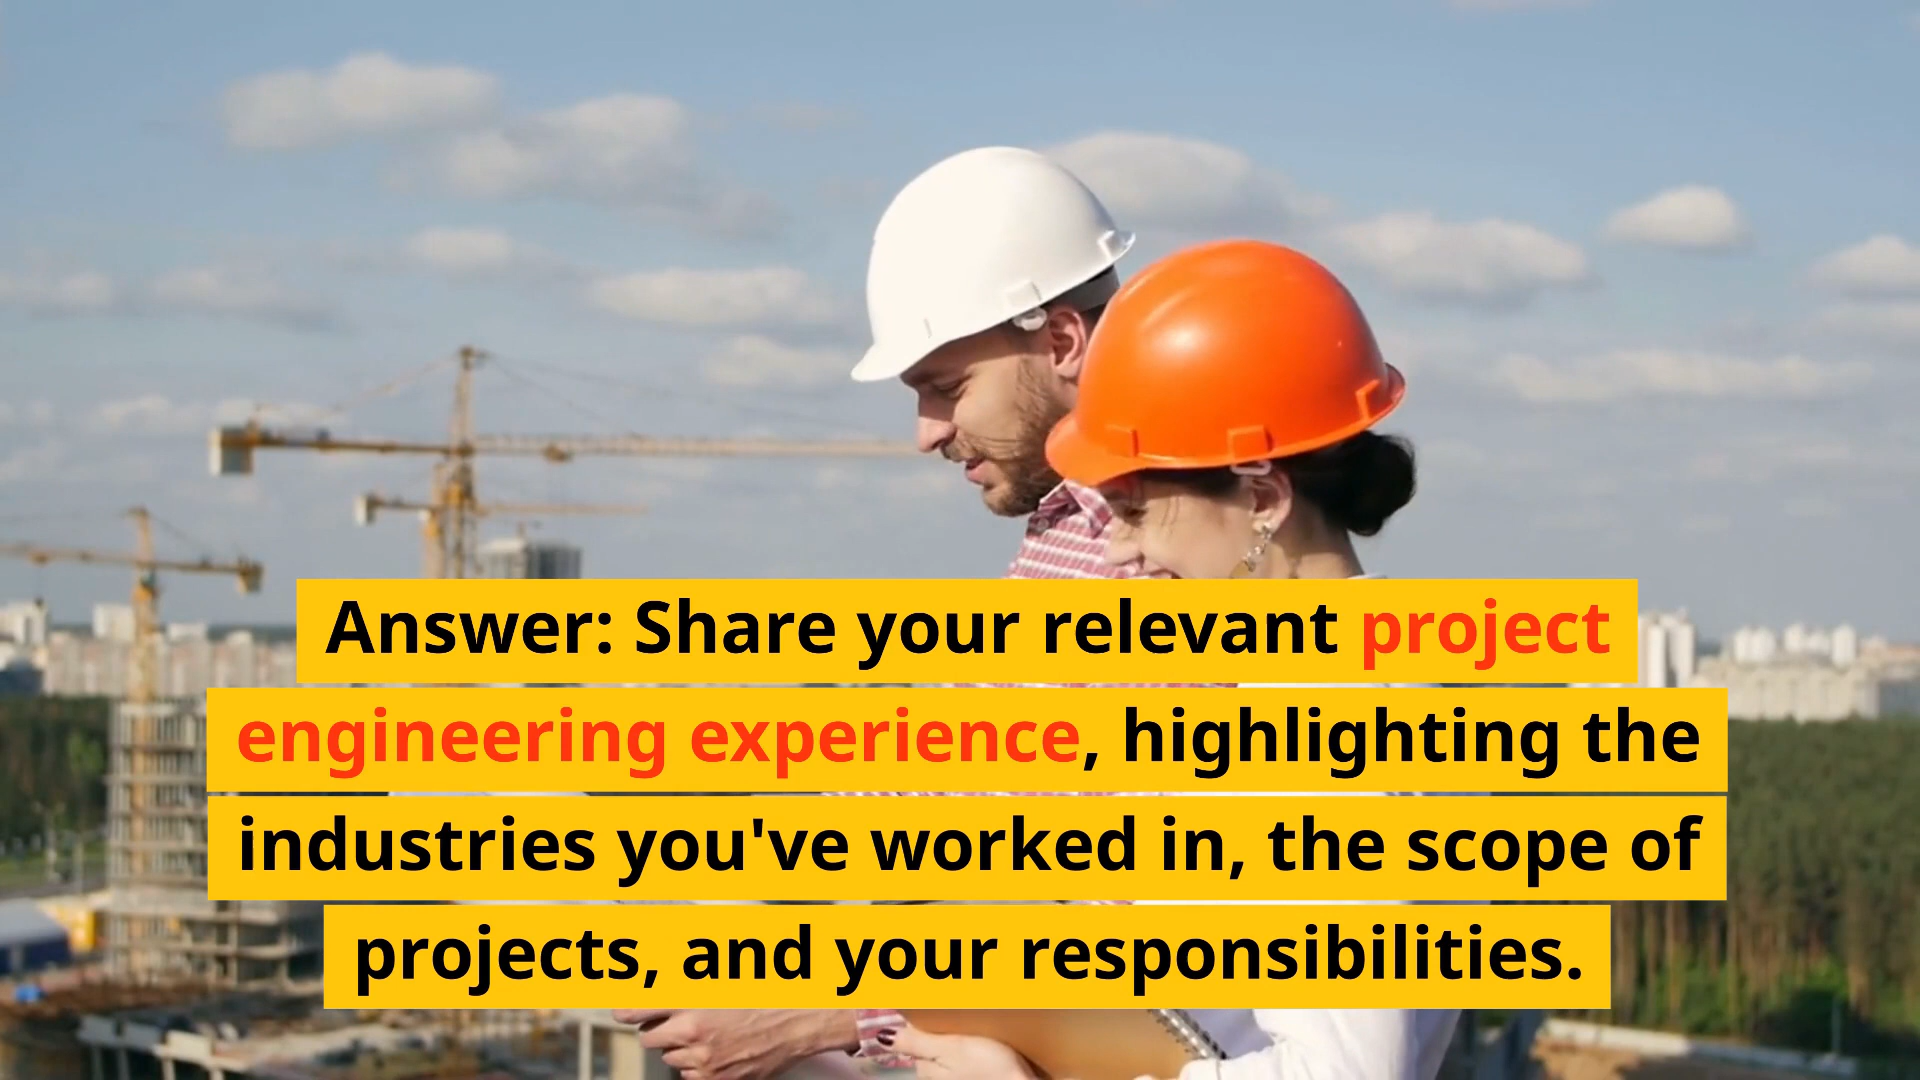 Answer: Share your relevant project
engineering experience, highlighting the
industries you've worked in, the scope of
projects, and your responsibilities.